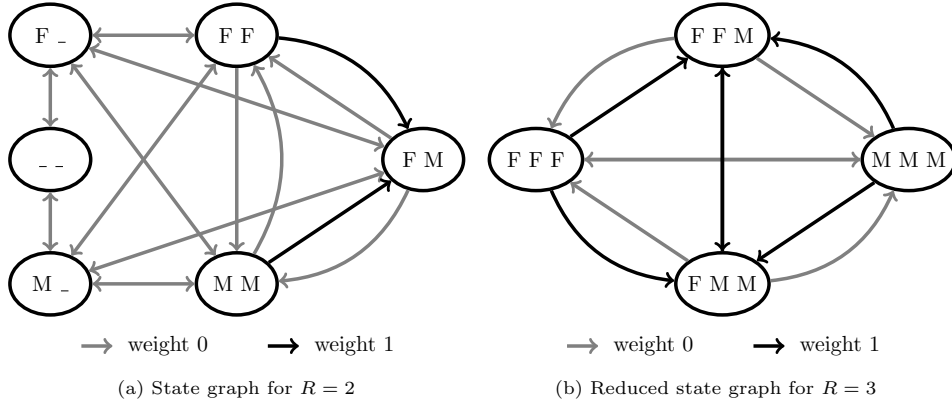 F _ F F F F M
_ _ F M F F F M M M
M _ M M F M M
weight 0 weight 1 weight 0 weight 1
(a) State graph for R = 2 (b) Reduced state graph for R = 3